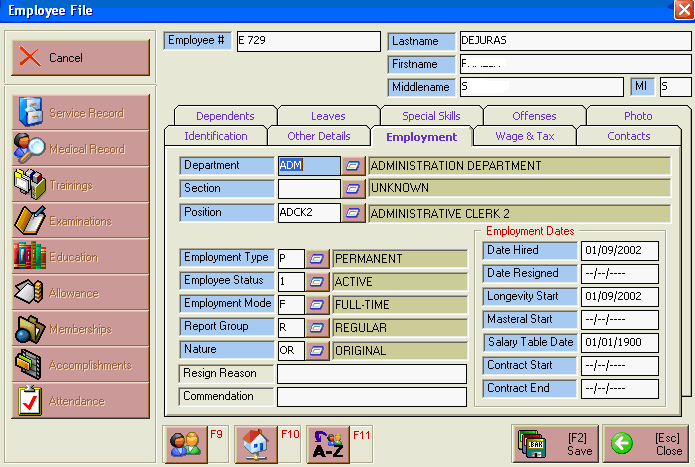 Employee File
Cancel
Service Record
Medical Record
Trainings
Examinations
Education
Allowance
Memberships
Accomplishments
Attendance
Employee # E 729
Lastname DEJURAS
Firstname
Middlename S MI S
Dependents Leaves Special Skills Offenses Photo
Identification Other Details Employment Wage & Tax Contacts
Department ADM ADMINISTRATION DEPARTMENT
Section UNKNOWN
Position ADCK2 ADMINISTRATIVE CLERK 2
Employment Type P PERMANENT
Employee Status 1 ACTIVE
Employment Mode F FULL-TIME
Report Group R REGULAR
Nature OR ORIGINAL
Resign Reason
Commendation
Employment Dates
Date Hired 01/09/2002
Date Resigned --/--/----
Longevity Start 01/09/2002
Masteral Start --/--/----
Salary Table Date 01/01/1900
Contract Start --/--/----
Contract End --/--/----
F9
F10
A-Z F11
[F2]
Save
[Esc]
Close